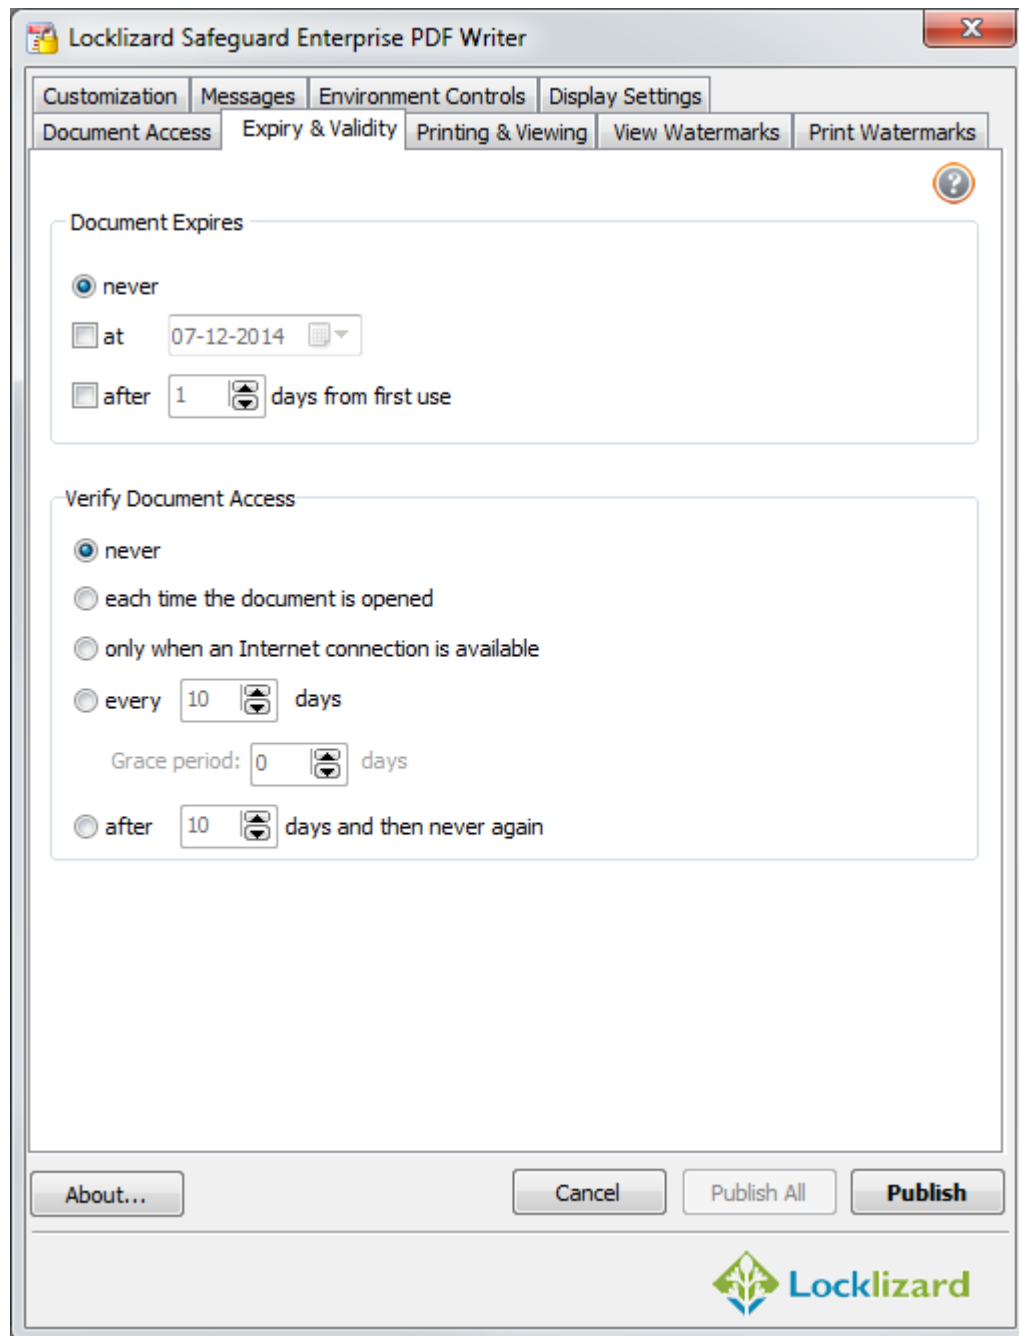 Locklizard Safeguard Enterprise PDF Writer
X
Customization Messages Environment Controls Display Settings
Document Access Expiry & Validity Printing & Viewing View Watermarks Print Watermarks
?
Document Expires
never
at 07-12-2014
after 1 days from first use
Verify Document Access
never
each time the document is opened
only when an Internet connection is available
every 10 days
Grace period: 0 days
after 10 days and then never again
About... Cancel Publish All Publish
Locklizard